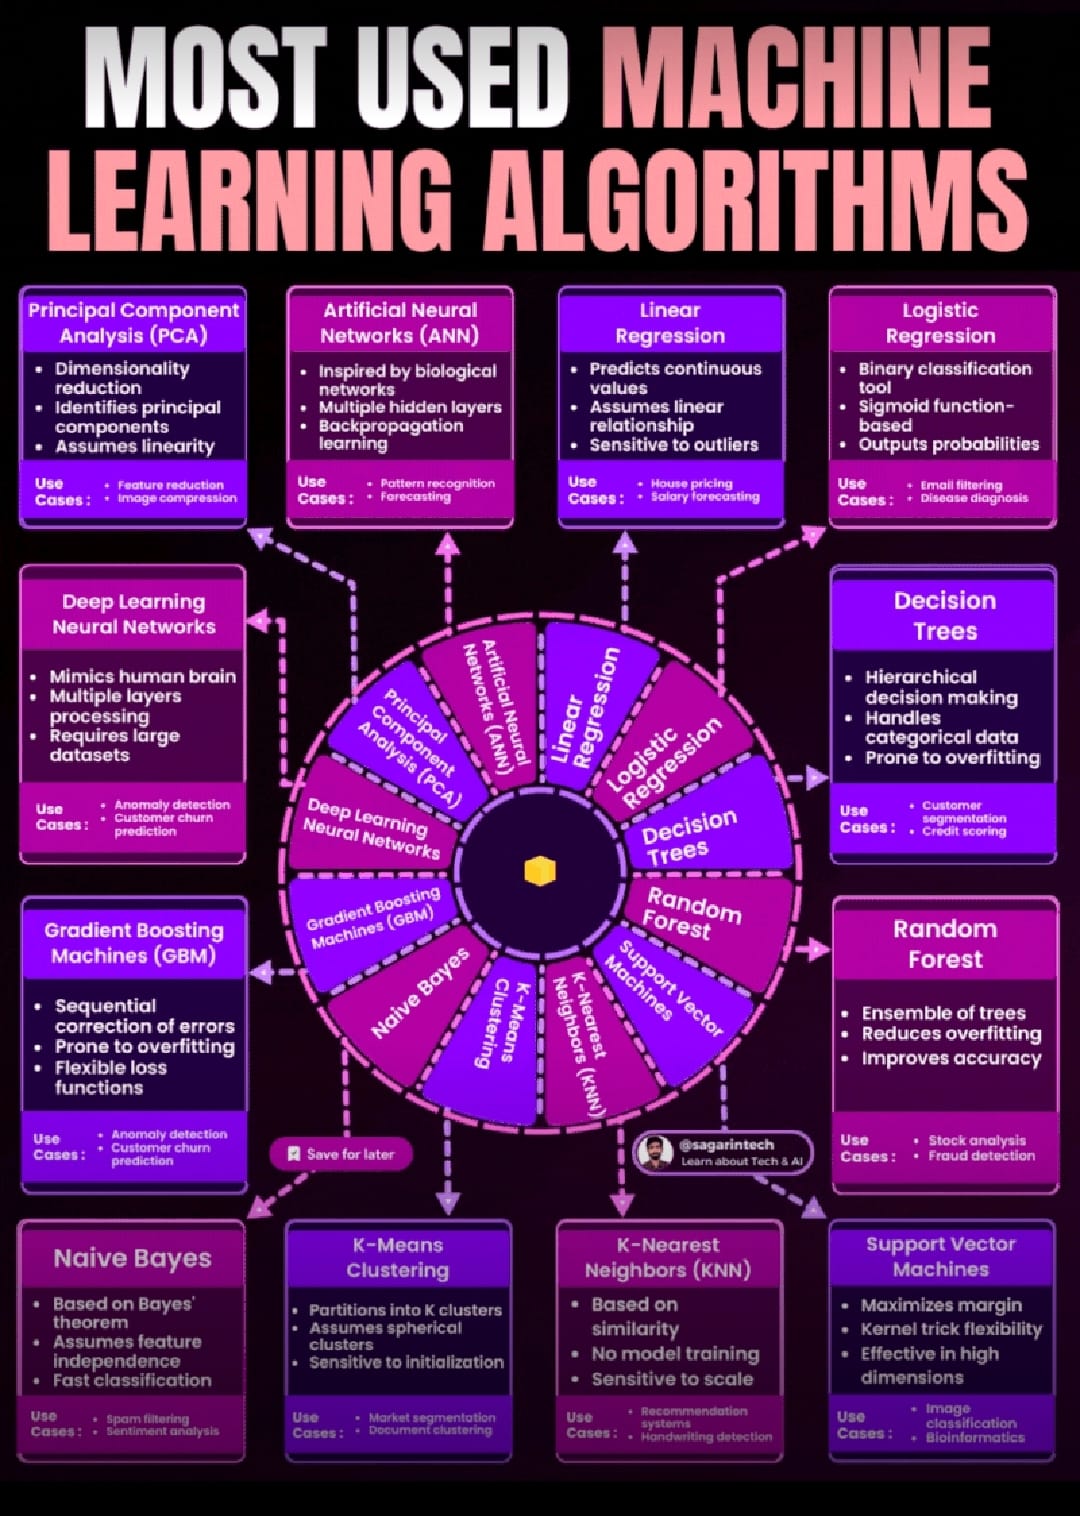 MOST USED MACHINE
LEARNING ALGORITHMS
Principal Component
Analysis (PCA)
• Dimensionality
reduction
• Identifies principal
components
• Assumes linearity
Use
Cases:
• Feature reduction
• Image compression
Artificial Neural
Networks (ANN)
• Inspired by biological
networks
• Multiple hidden layers
• Backpropagation
learning
Use
Cases:
• Pattern recognition
• Forecasting
Linear
Regression
• Predicts continuous
values
• Assumes linear
relationship
• Sensitive to outliers
Use
Cases:
• House pricing
• Salary forecasting
Logistic
Regression
• Binary classification
tool
• Sigmoid function-
based
• Outputs probabilities
Use
Cases:
• Email filtering
• Disease diagnosis
Deep Learning
Neural Networks
• Mimics human brain
• Multiple layers
processing
• Requires large
datasets
Use
Cases:
• Anomaly detection
• Customer churn
prediction
Decision
Trees
• Hierarchical
decision making
• Handles
categorical data
• Prone to overfitting
Use
Cases:
• Customer
segmentation
• Credit scoring
Artificial Neural
Networks (ANN)
Linear
Regression
Principal
Component
Analysis (PCA)
Logistic
Regression
Deep Learning
Neural Networks
Decision
Trees
Gradient Boosting
Machines (GBM)
Random
Forest
Naive Bayes
K-Means
Clustering
K-Nearest
Neighbors (KNN)
Support Vector
Machines
Gradient Boosting
Machines (GBM)
• Sequential
correction of errors
• Prone to overfitting
• Flexible loss
functions
Use
Cases:
• Anomaly detection
• Customer churn
prediction
Random
Forest
• Ensemble of trees
• Reduces overfitting
• Improves accuracy
Use
Cases:
• Stock analysis
• Fraud detection
Save for later
@sagarintech
Learn about Tech & AI
Naive Bayes
• Based on Bayes'
theorem
• Assumes feature
independence
• Fast classification
Use
Cases:
• Spam filtering
• Sentiment analysis
K-Means
Clustering
• Partitions into K clusters
• Assumes spherical
clusters
• Sensitive to initialization
Use
Cases:
• Market segmentation
• Document clustering
K-Nearest
Neighbors (KNN)
• Based on
similarity
• No model training
• Sensitive to scale
Use
Cases:
• Recommendation
systems
• Handwriting detection
Support Vector
Machines
• Maximizes margin
• Kernel trick flexibility
• Effective in high
dimensions
Use
Cases:
• Image
classification
• Bioinformatics